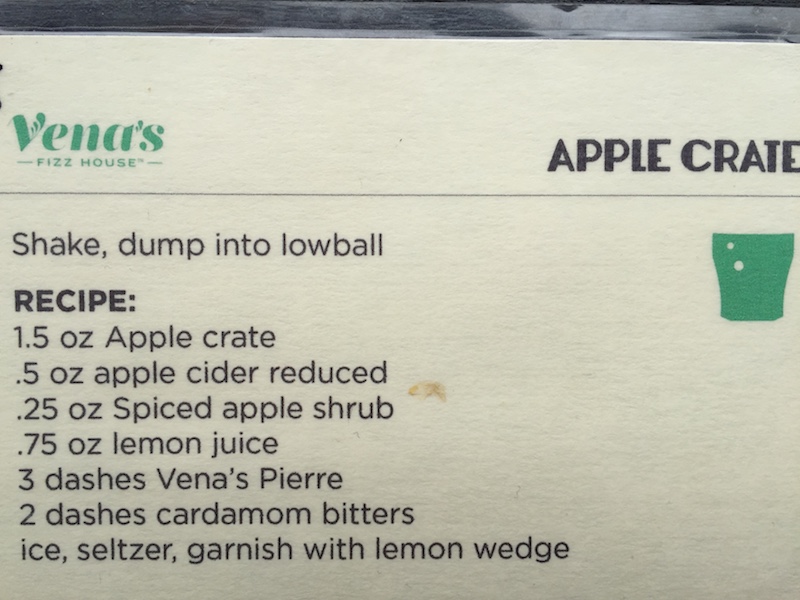 Vena's
FIZZ HOUSE™
APPLE CRATE
Shake, dump into lowball
RECIPE:
1.5 oz Apple crate
.5 oz apple cider reduced
.25 oz Spiced apple shrub
.75 oz lemon juice
3 dashes Vena's Pierre
2 dashes cardamom bitters
ice, seltzer, garnish with lemon wedge